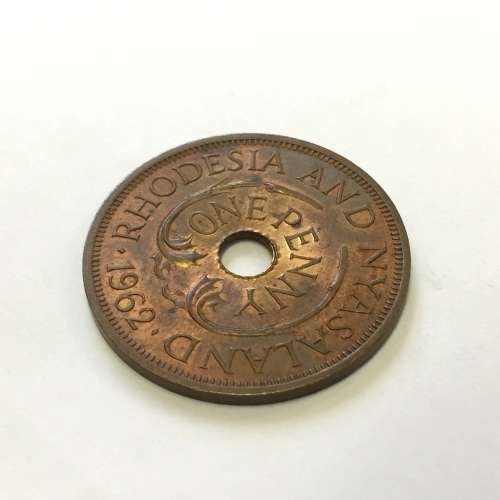 RHODESIA AND NYASALAND · 1962 ·
ONE PENNY